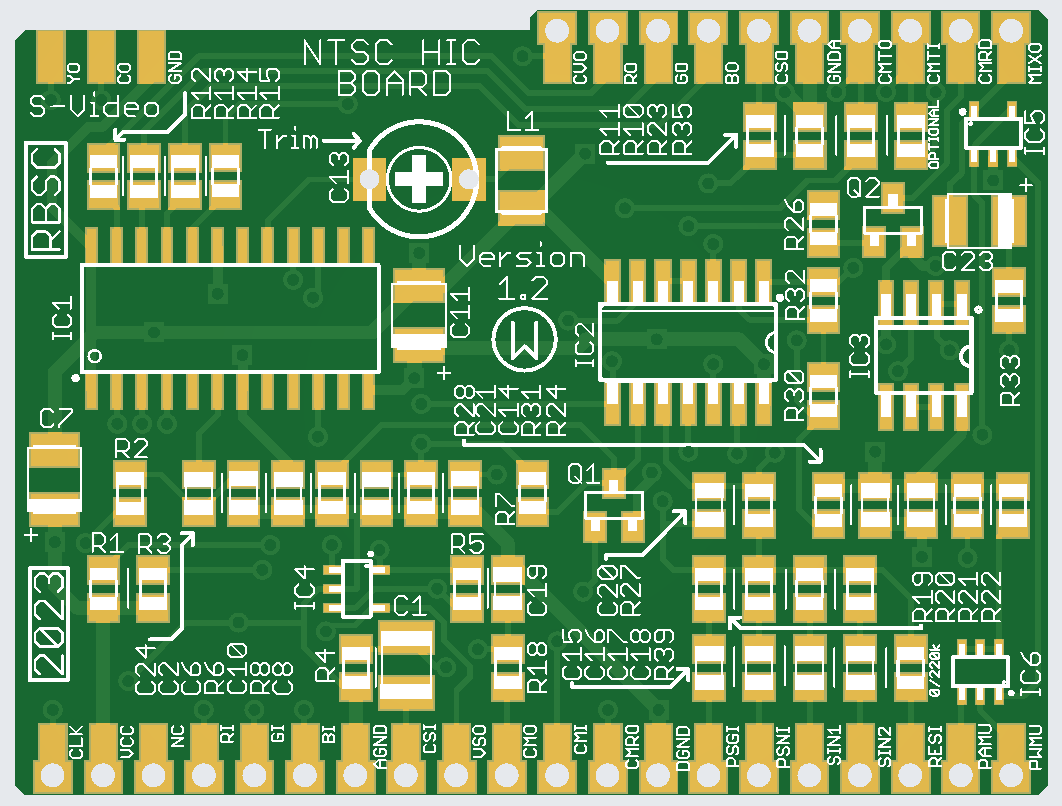 NTSC HIC
BOARD
YO
CO
GND
CVO
RO
GO
BO
CSO
GNDA
CMTO
CMTI
CMRD
MIXO
S-Video
R12
R13
R14
R15
Trim
C13
L1
R11
R10
R23
R35
OPTIONAL
IC5
RBSC
Q2
R26
+
C23
Version
1.2
W
IC1
C11
+
IC2
R32
IC3
R33
R30
C7
R28
C21
C14
R31
R24
R2
R7
Q1
+
R1
R3
R5
IC4
C1
C19
C20
R27
R19
R20
R21
R22
2023
C24
C2
C6
R6
C10
R8
C8
R4
R18
C15
C16
C17
C18
R39
0/220k
IC6
CLK
VCC
NC
RI
GI
BI
AGND
CSI
VSO
CMO
CMI
CMRO
DGND
PSGI
PSNI
SIN1
SIN2
RESI
PAMU
PWMU